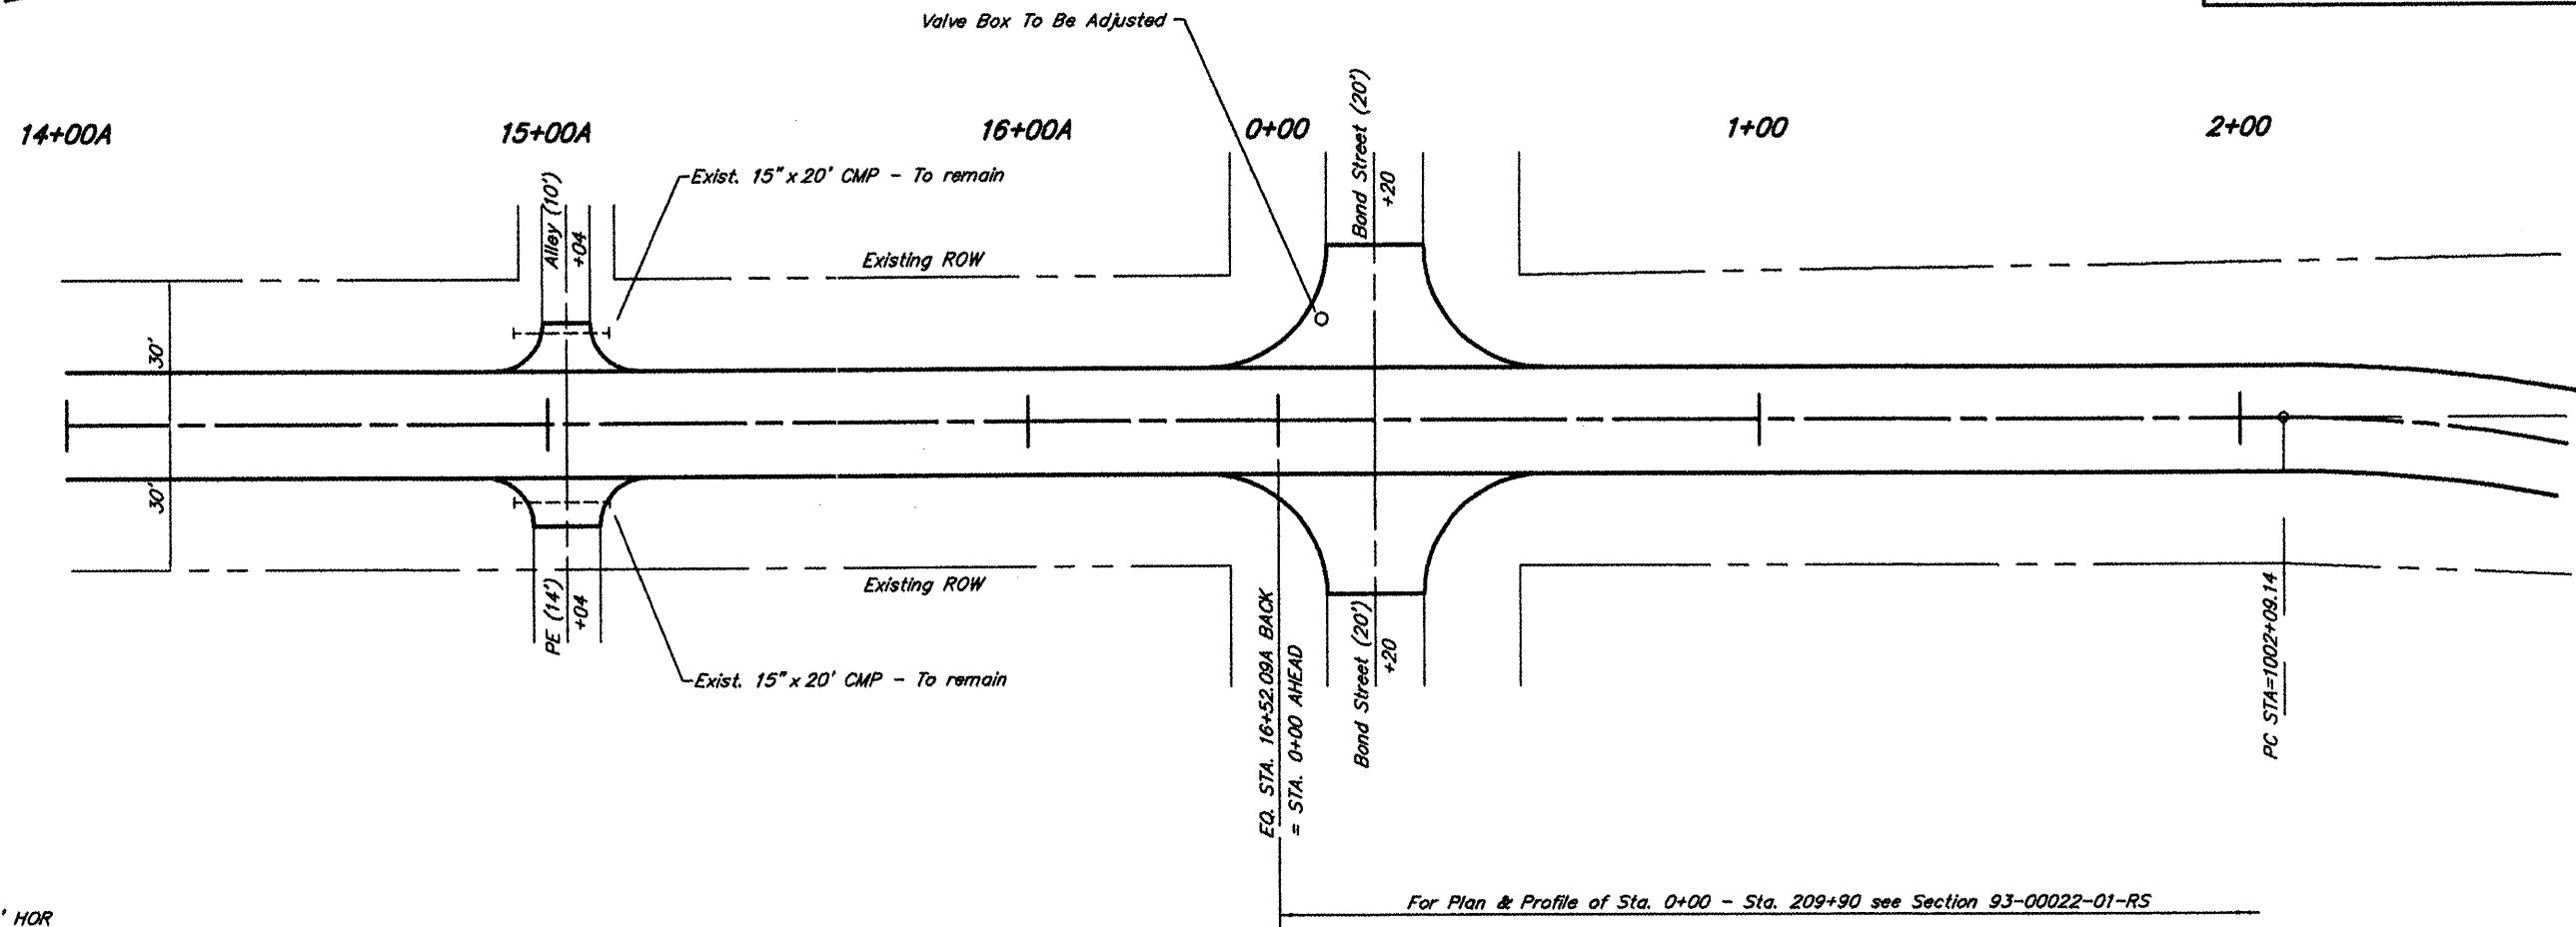 Valve Box To Be Adjusted
14+00A
15+00A
16+00A
0+00
1+00
2+00
Bond Street (20')
+20
Exist. 15"x 20' CMP - To remain
Alley (10')
+04
Existing ROW
30'
30'
Existing ROW
PE (14')
+04
Exist. 15"x 20' CMP - To remain
EQ. STA. 16+52.09A BACK
= STA. 0+00 AHEAD
Bond Street (20')
+20
PC STA=1002+09.14
For Plan & Profile of Sta. 0+00 - Sta. 209+90 see Section 93-00022-01-RS
' HOR